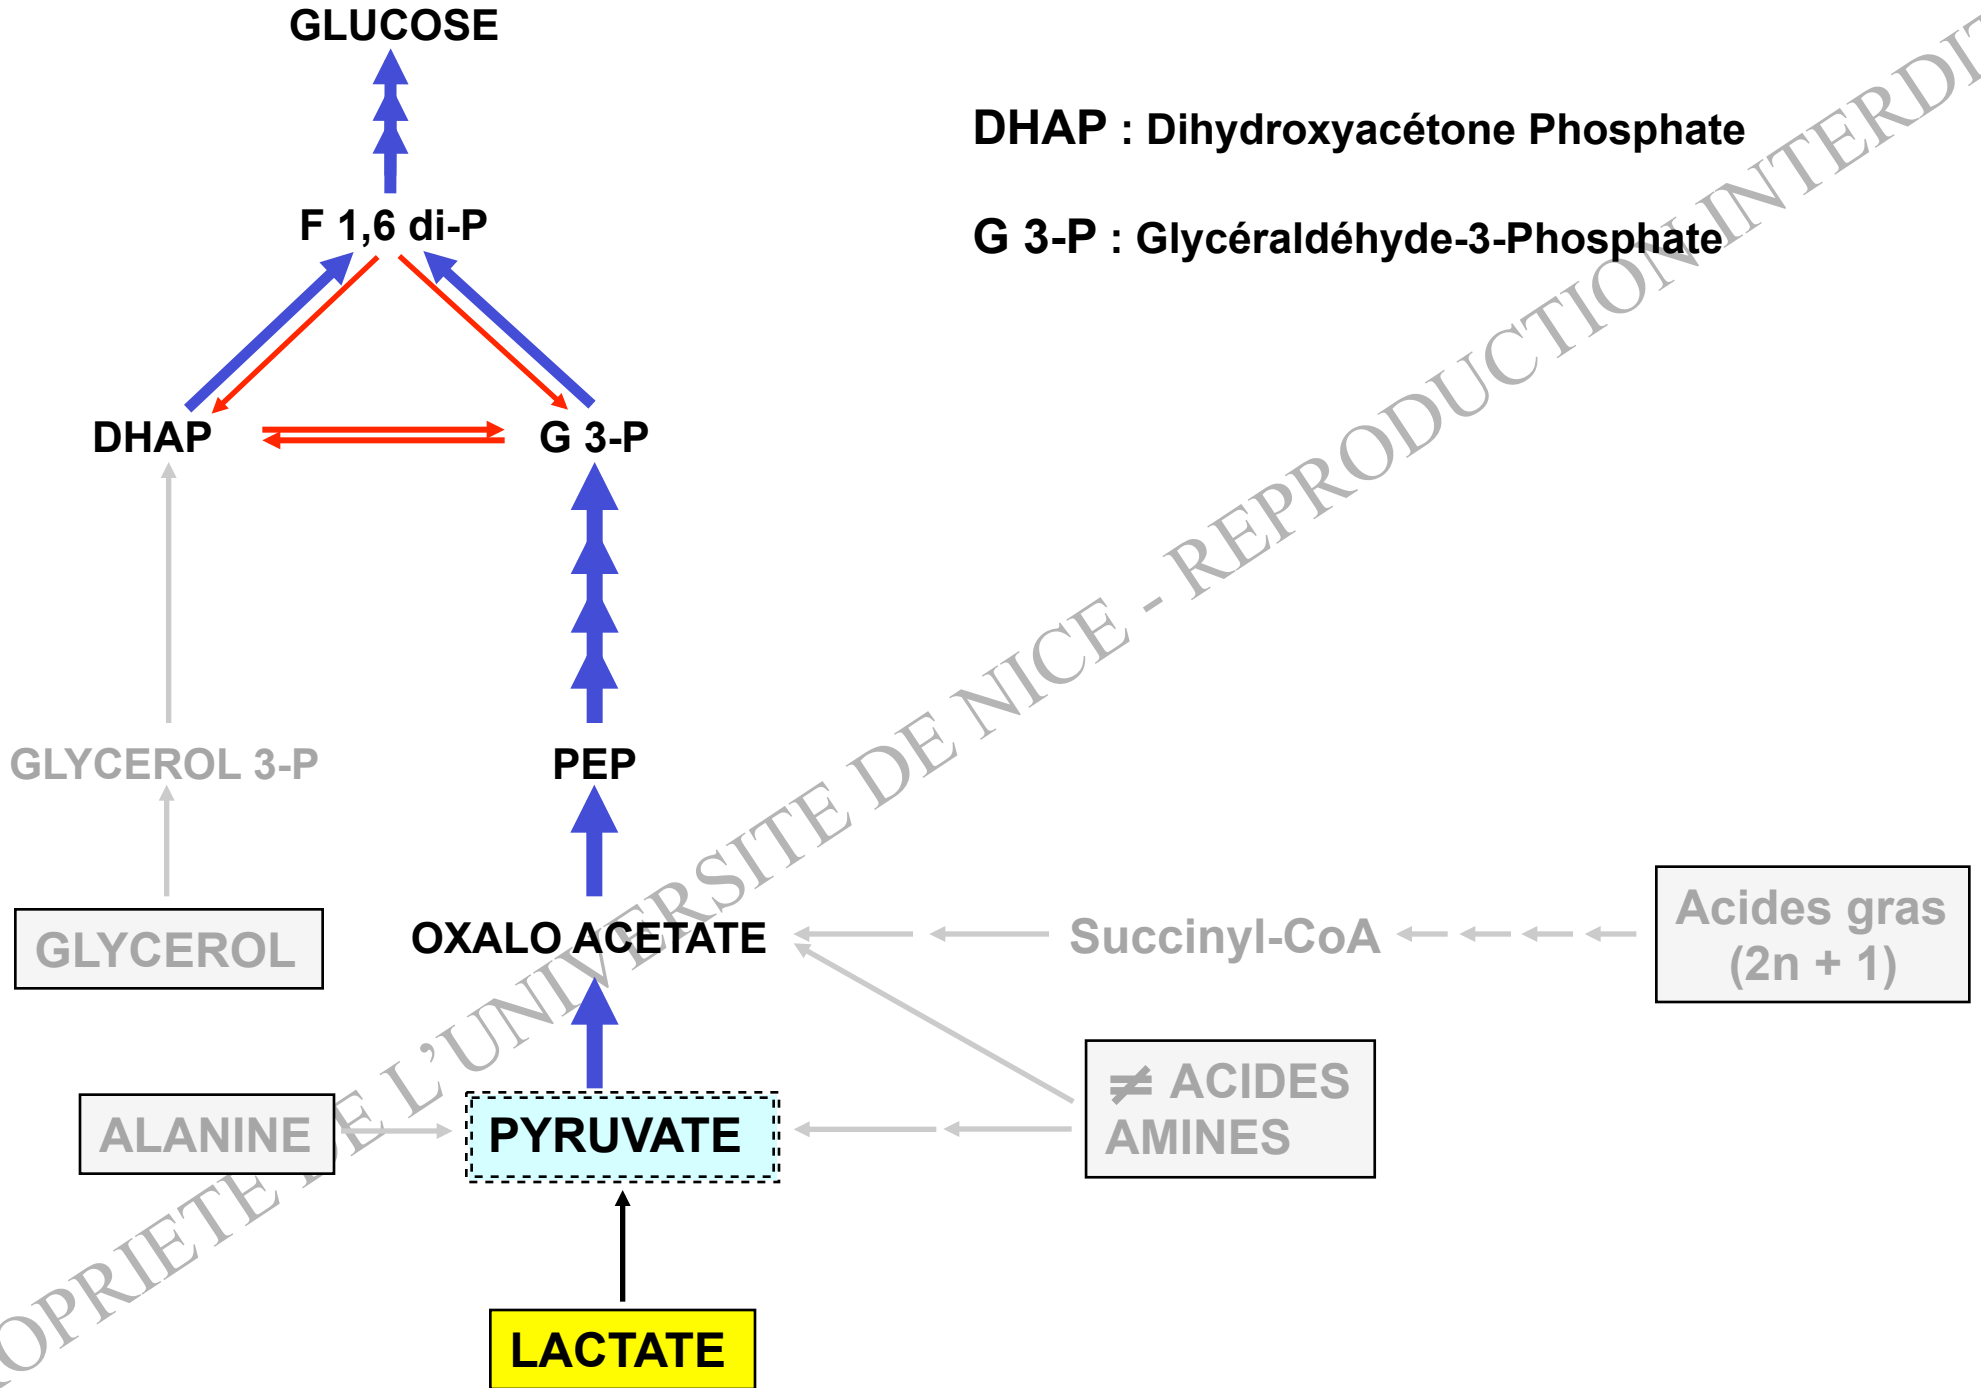 GLUCOSE
DHAP : Dihydroxyacétone Phosphate
F 1,6 di-P
G 3-P : Glycéraldéhyde-3-Phosphate
DHAP
G 3-P
GLYCEROL 3-P
PEP
GLYCEROL
OXALO ACETATE
Succinyl-CoA
Acides gras
(2n + 1)
ALANINE
PYRUVATE
≠ ACIDES
AMINES
LACTATE
OPRIETE DE L’UNIVERSITE DE NICE - REPRODUCTION INTERDIT